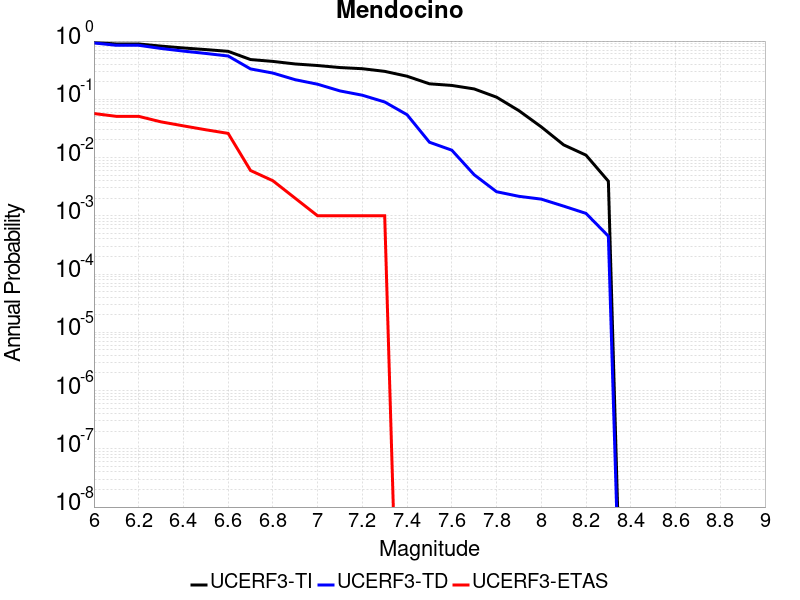 Mendocino
10^0
10^-1
10^-2
10^-3
10^-4
10^-5
10^-6
10^-7
10^-8
Annual Probability
6 6.2 6.4 6.6 6.8 7 7.2 7.4 7.6 7.8 8 8.2 8.4 8.6 8.8 9
Magnitude
UCERF3-TI UCERF3-TD UCERF3-ETAS